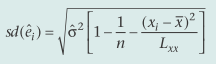 sd(ê_i) = √(σ̂² [1 − 1/n − (x_i − x̄)² / L_xx])